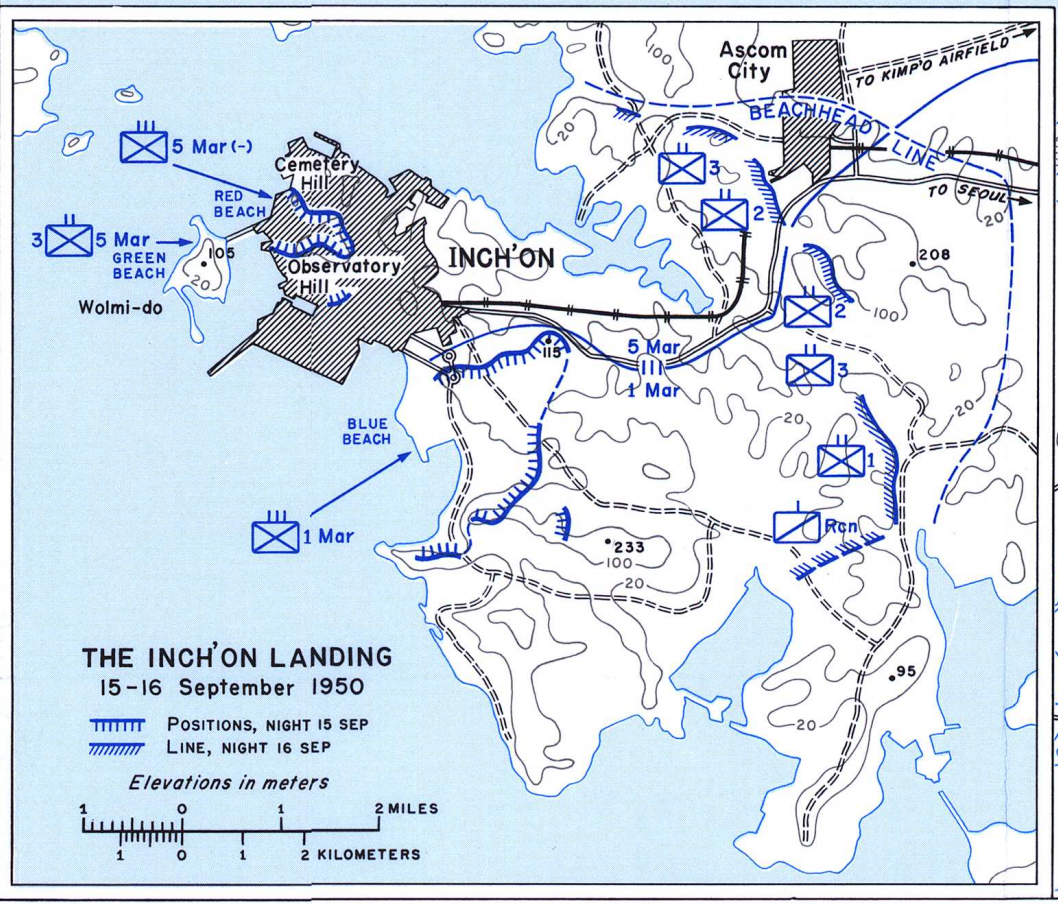 Ascom
City
TO KIMP'O AIRFIELD
100
20
BEACHHEAD
LINE
5 Mar (-)
Cemetery
Hill
RED
BEACH
3
2
TO SEOUL
20
3
5 Mar
GREEN
BEACH
105
20
Observatory
Hill
INCH'ON
208
Wolmi-do
2
100
115
5 Mar
1 Mar
3
20
20
BLUE
BEACH
1
1 Mar
Rcn
233
100
20
95
20
THE INCH'ON LANDING
15-16 September 1950
POSITIONS, NIGHT 15 SEP
LINE, NIGHT 16 SEP
Elevations in meters
1 0 1 2 MILES
1 0 1 2 KILOMETERS